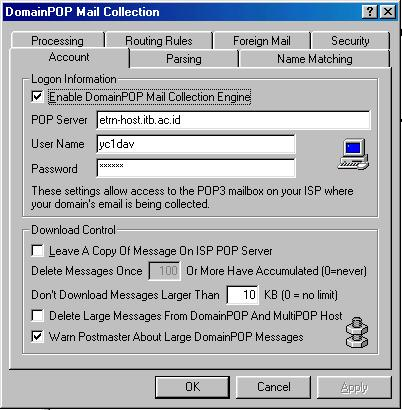 DomainPOP Mail Collection
Processing Routing Rules Foreign Mail Security
Account Parsing Name Matching
Logon Information
Enable DomainPOP Mail Collection Engine
POP Server etrn-host.itb.ac.id
User Name yc1dav
Password ******
These settings allow access to the POP3 mailbox on your ISP where
your domain's email is being collected.
Download Control
Leave A Copy Of Message On ISP POP Server
Delete Messages Once 100 Or More Have Accumulated (0=never)
Don't Download Messages Larger Than 10 KB (0 = no limit)
Delete Large Messages From DomainPOP And MultiPOP Host
Warn Postmaster About Large DomainPOP Messages
OK Cancel Apply